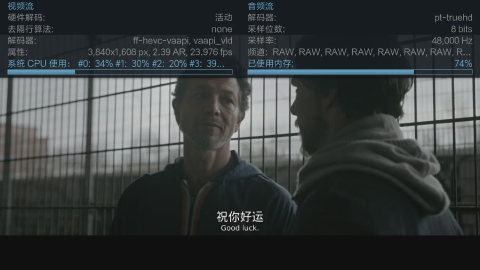 视频流
硬件解码: 活动
去隔行算法: none
解码器: ff-hevc-vaapi, vaapi_vld
属性: 3,840x1,608 px, 2.39 AR, 23.976 fps
系统 CPU 使用: #0: 34% #1: 30% #2: 20% #3: 39...
音频流
解码器: pt-truehd
采样位数: 8 bits
采样率: 48,000 Hz
频道: RAW, RAW, RAW, RAW, RAW, RAW, RAW, R...
已使用内存: 74%
祝你好运
Good luck.